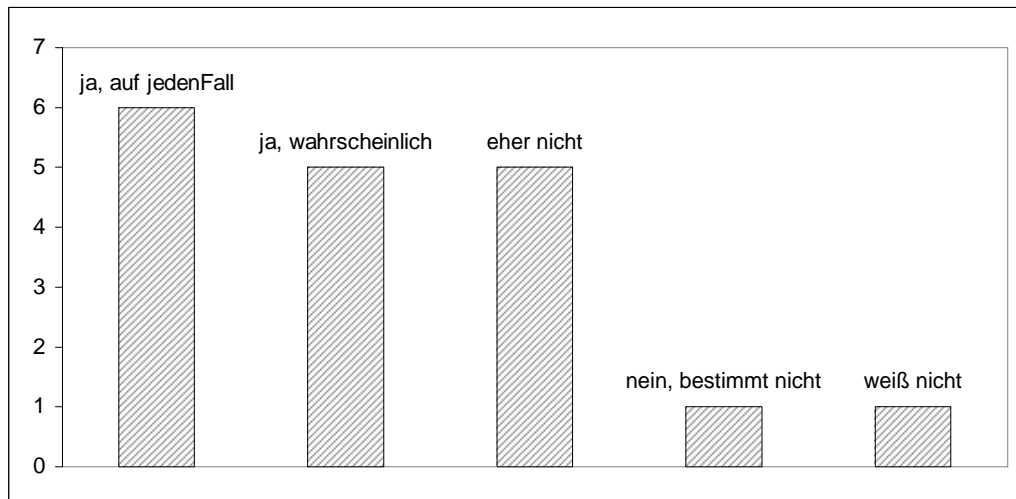 7
ja, auf jedenFall
6
ja, wahrscheinlich
eher nicht
5
4
3
2
nein, bestimmt nicht
weiß nicht
1
0